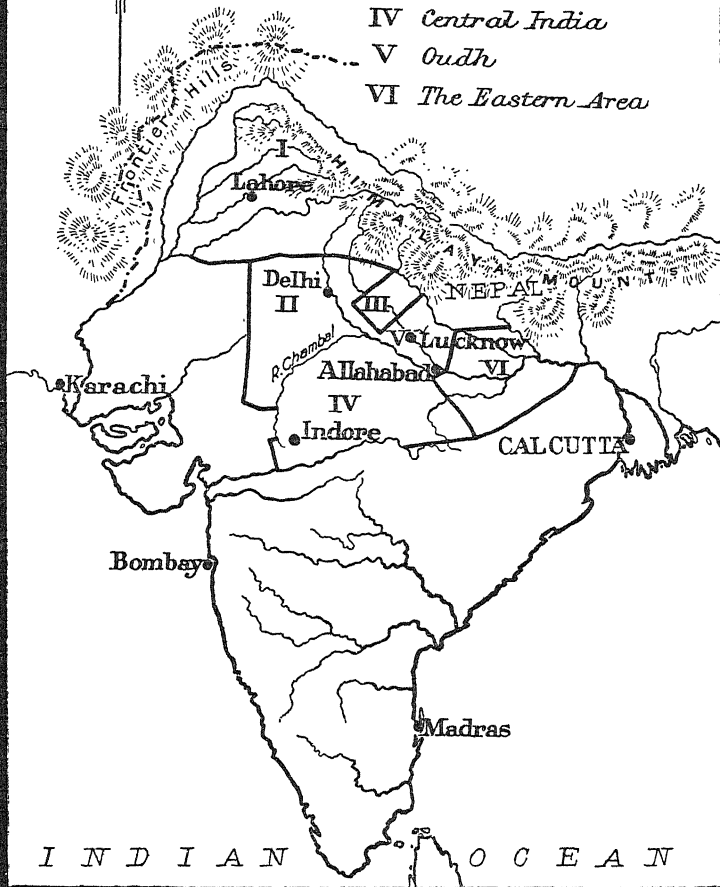 IV Central India
V Oudh
VI The Eastern Area
Frontier Hills
I
Lahore
HIMALAYA MOUNTS
Delhi
II
III
NEPAL
R. Chambal
V Lucknow
Allahabad
VI
Karachi
IV
Indore
CALCUTTA
Bombay
Madras
INDIAN OCEAN